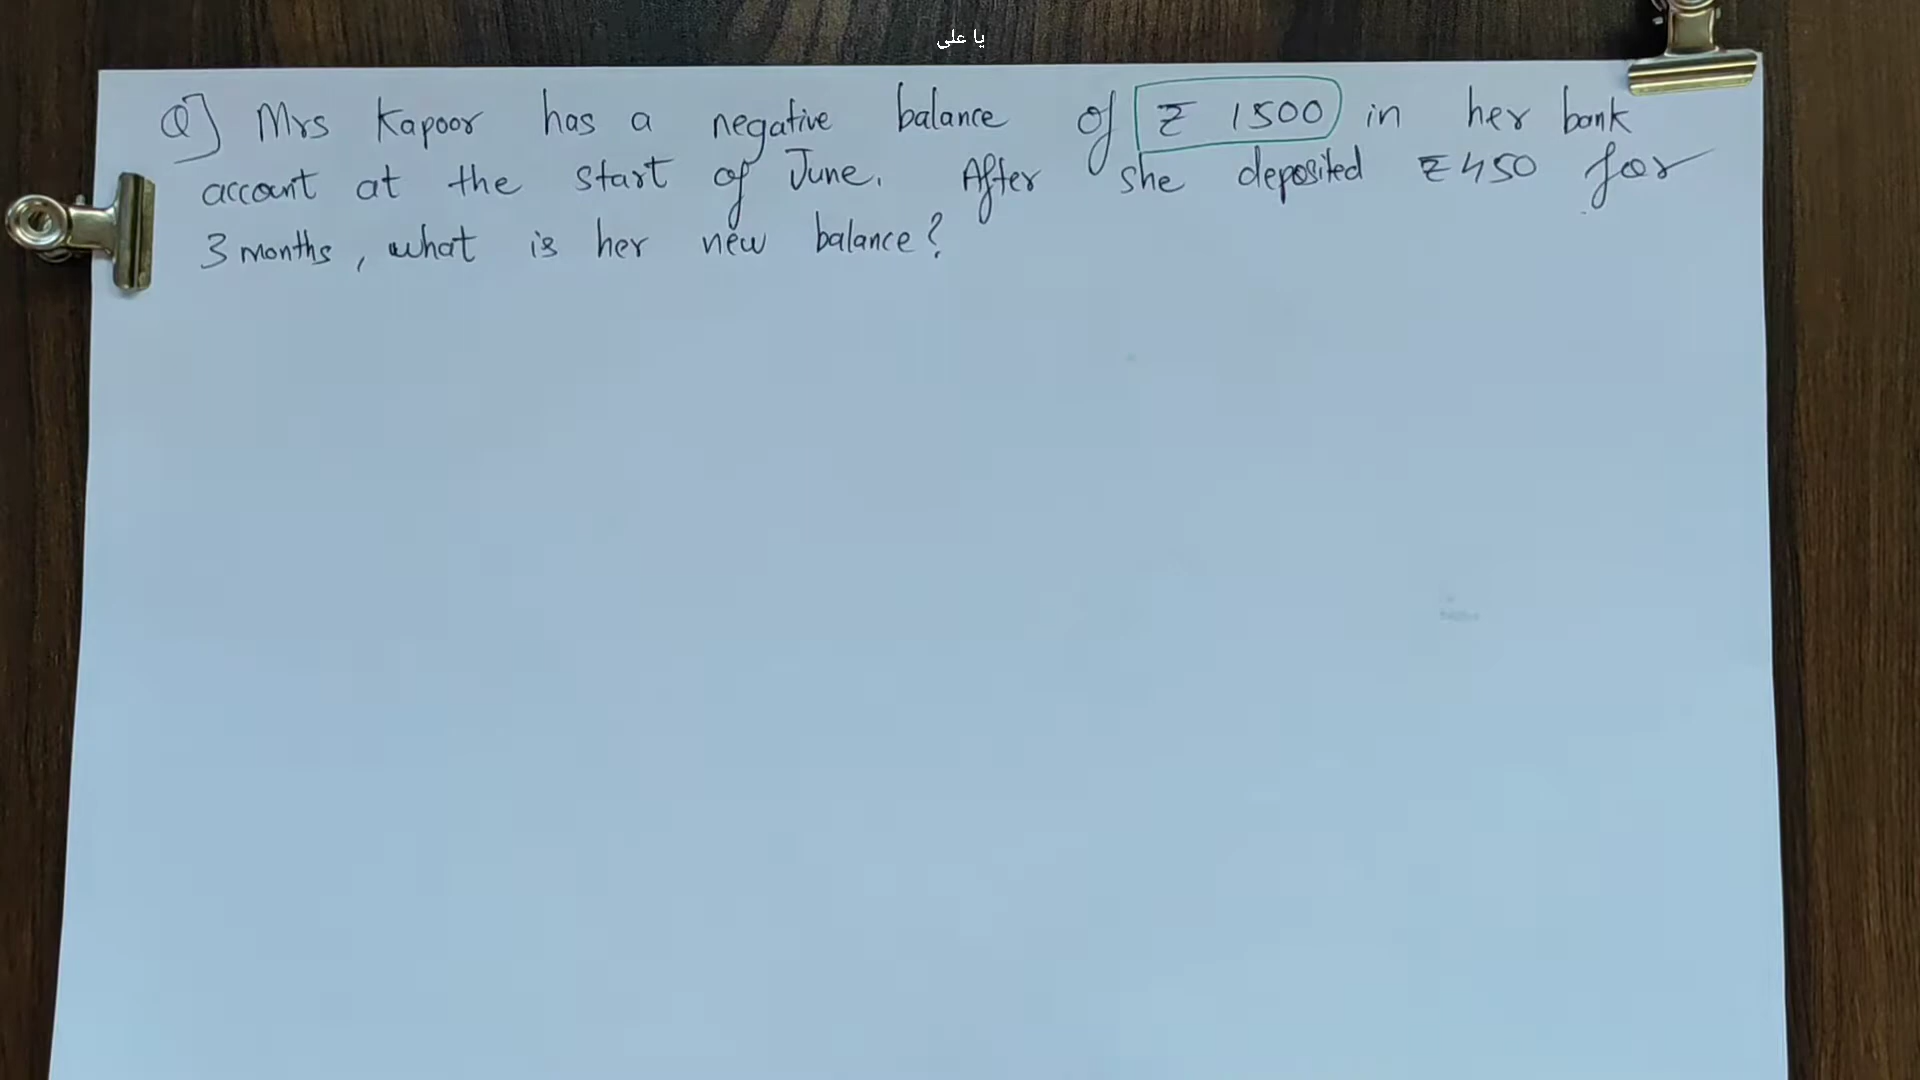 يا على
Q] Mrs Kapoor has a negative balance of ₹ 1500 in her bank
account at the start of June. After she deposited ₹450 for
3 months, what is her new balance?